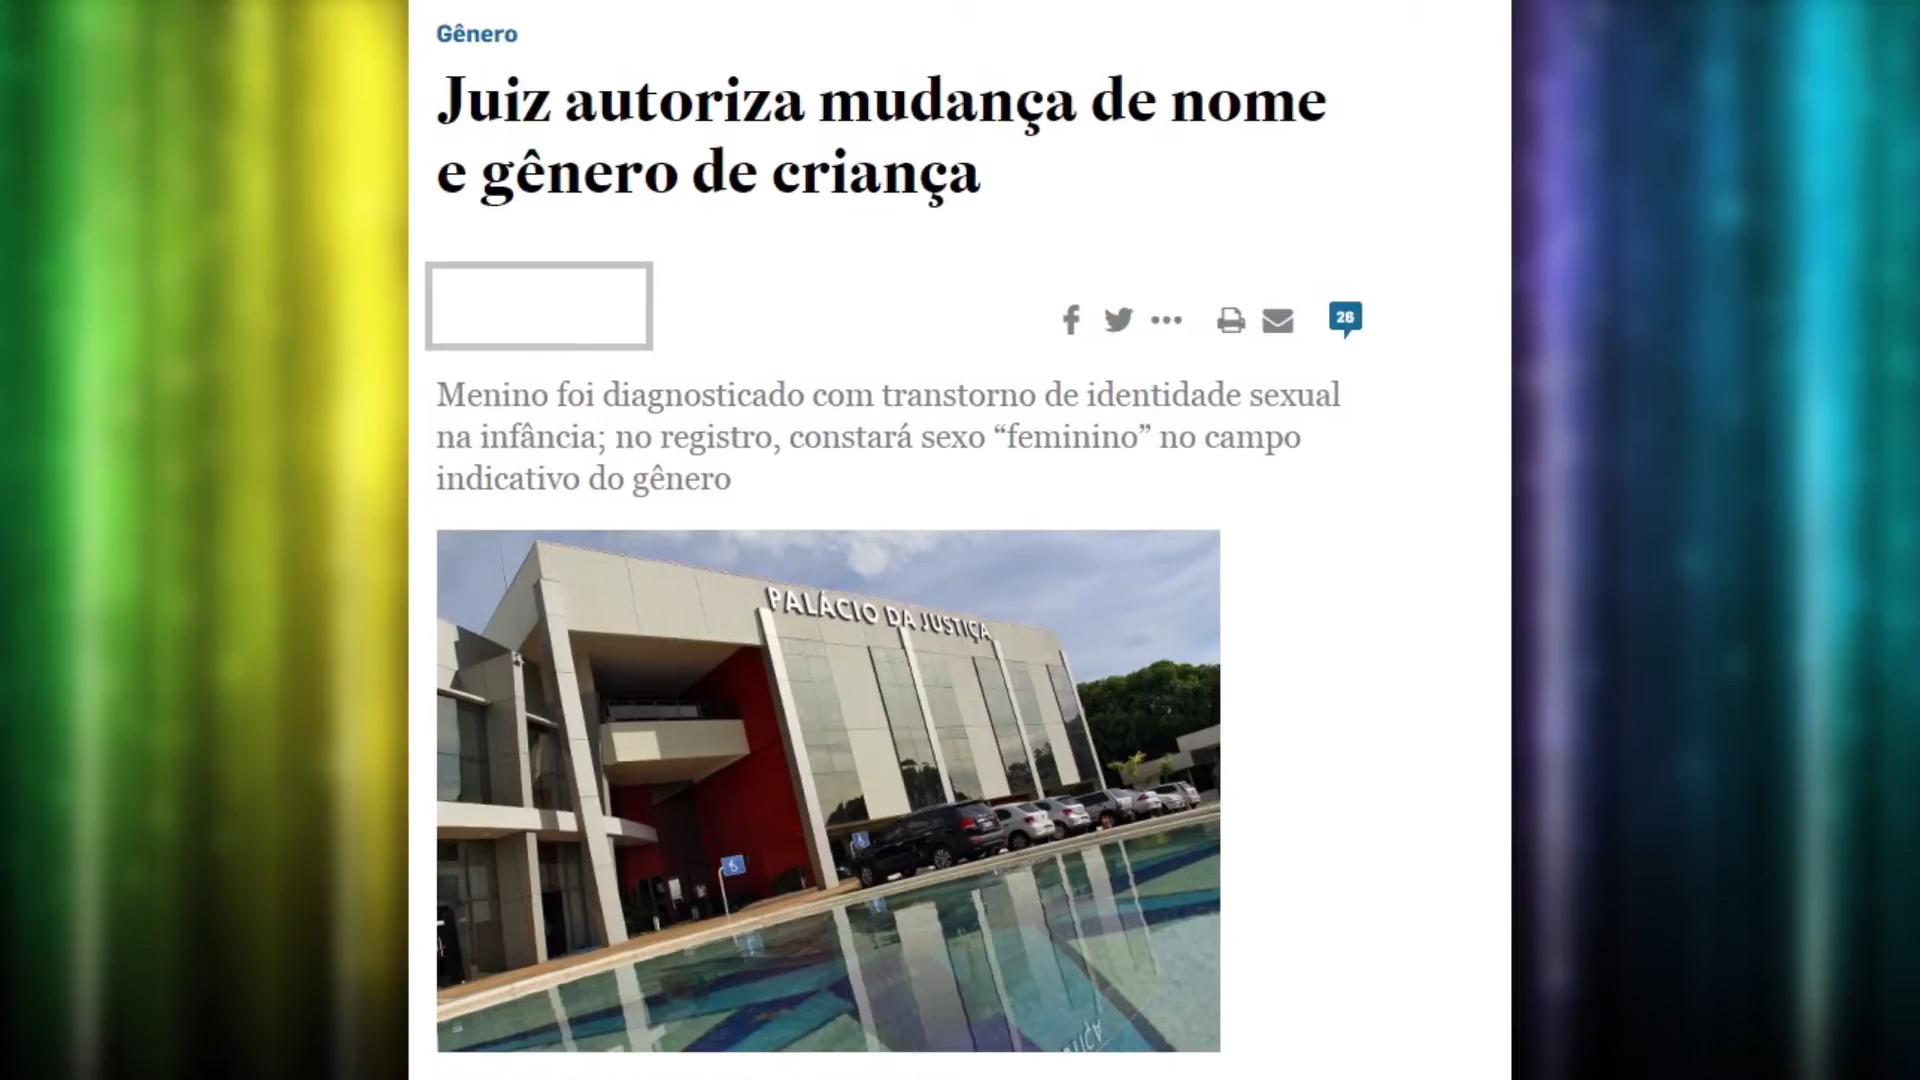 Gênero
Juiz autoriza mudança de nome
e gênero de criança
26
Menino foi diagnosticado com transtorno de identidade sexual
na infância; no registro, constará sexo “feminino” no campo
indicativo do gênero
PALÁCIO DA JUSTIÇA